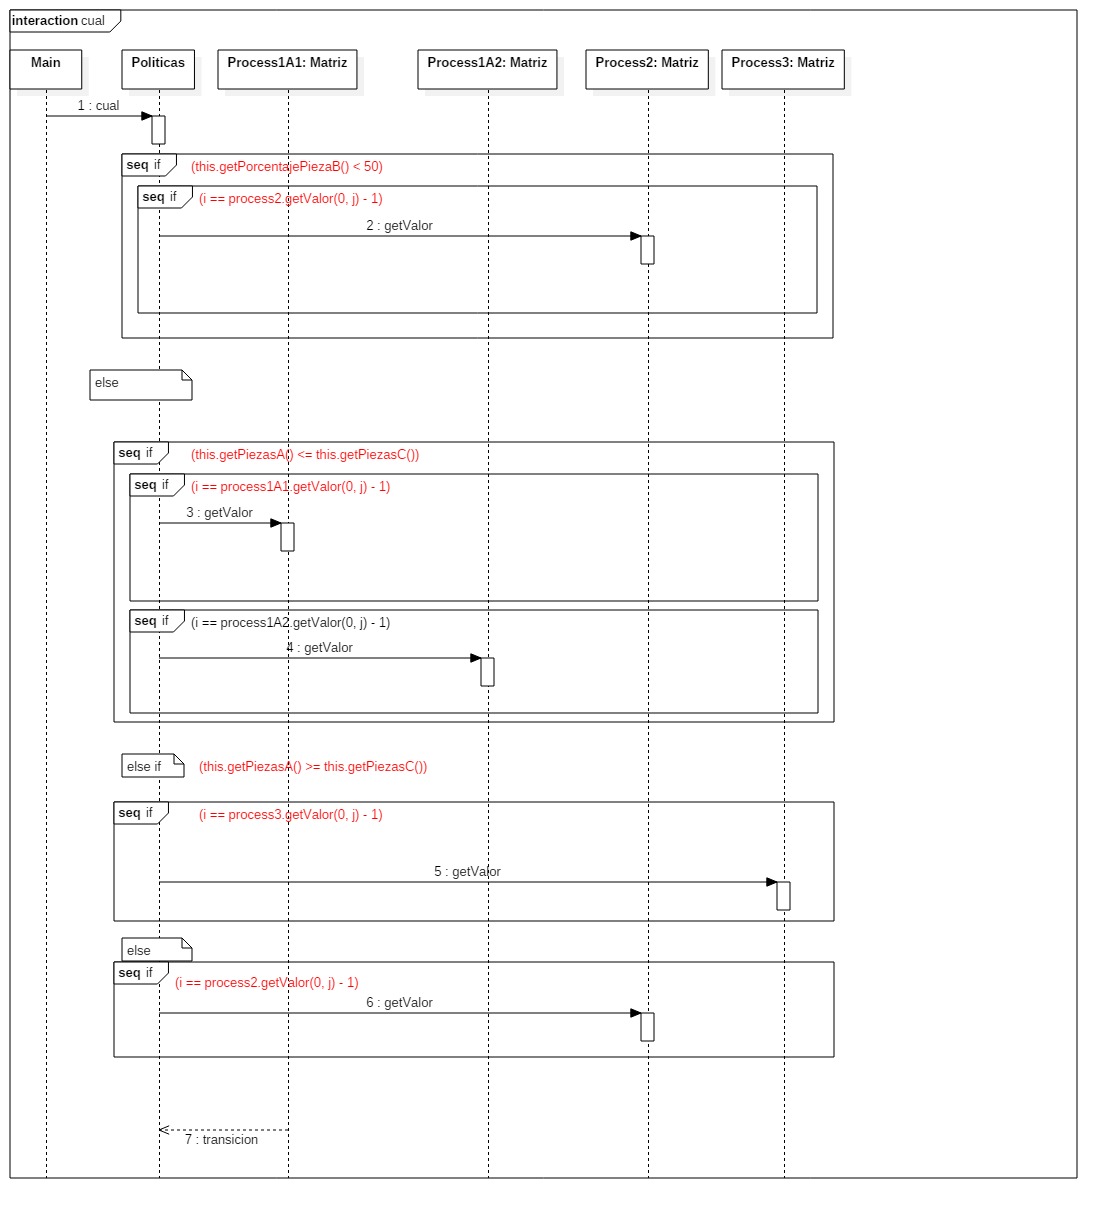 interaction cual
Main
Politicas
Process1A1: Matriz
Process1A2: Matriz
Process2: Matriz
Process3: Matriz
1 : cual
seq if (this.getPorcentajePiezaB() < 50)
seq if (i == process2.getValor(0, j) - 1)
2 : getValor
else
seq if (this.getPiezasA() <= this.getPiezasC())
seq if (i == process1A1.getValor(0, j) - 1)
3 : getValor
seq if (i == process1A2.getValor(0, j) - 1)
4 : getValor
else if (this.getPiezasA() >= this.getPiezasC())
seq if (i == process3.getValor(0, j) - 1)
5 : getValor
else
seq if (i == process2.getValor(0, j) - 1)
6 : getValor
7 : transicion